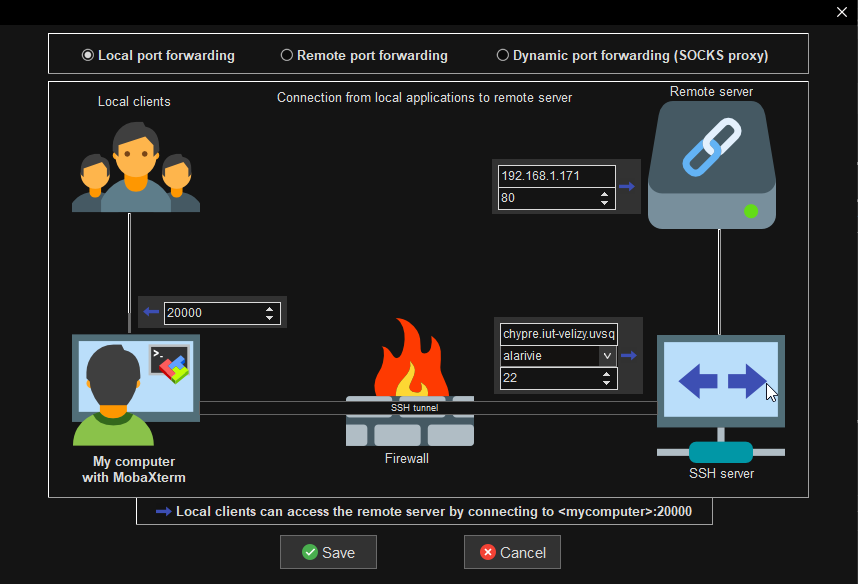 Local port forwarding
Remote port forwarding
Dynamic port forwarding (SOCKS proxy)
Local clients
Connection from local applications to remote server
Remote server
192.168.1.171
80
20000
chypre.iut-velizy.uvsq
alarivie
22
>_
SSH tunnel
My computer
with MobaXterm
Firewall
SSH server
Local clients can access the remote server by connecting to <mycomputer>:20000
Save
Cancel